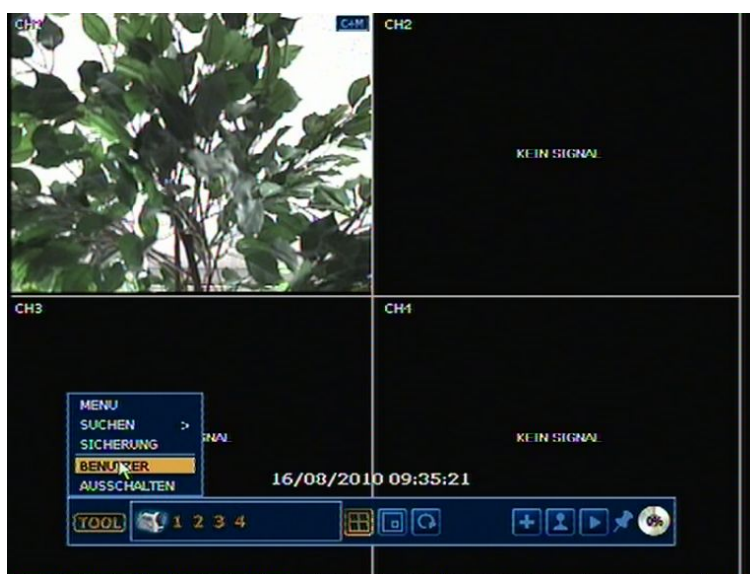 CH1 C+M
CH2
KEIN SIGNAL
CH3
CH4
MENU
SUCHEN >
SICHERUNG
BENUTZER
AUSSCHALTEN
KEIN SIGNAL
16/08/2010 09:35:21
TOOL 1 2 3 4
0%